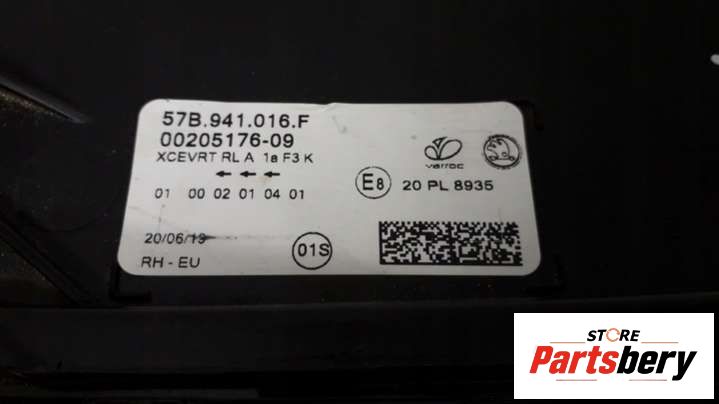 57B.941.016.F
00205176-09
XCEVRT RL A 1a F3 K
01 00 02 01 04 01
20/06/19
RH - EU
varroc
E8
20 PL 8935
01S
STORE
Partsbery